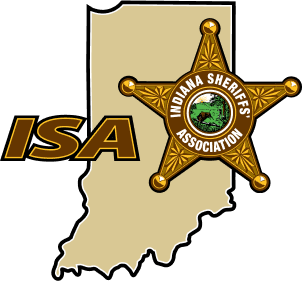 ISA
INDIANA SHERIFFS'
ASSOCIATION